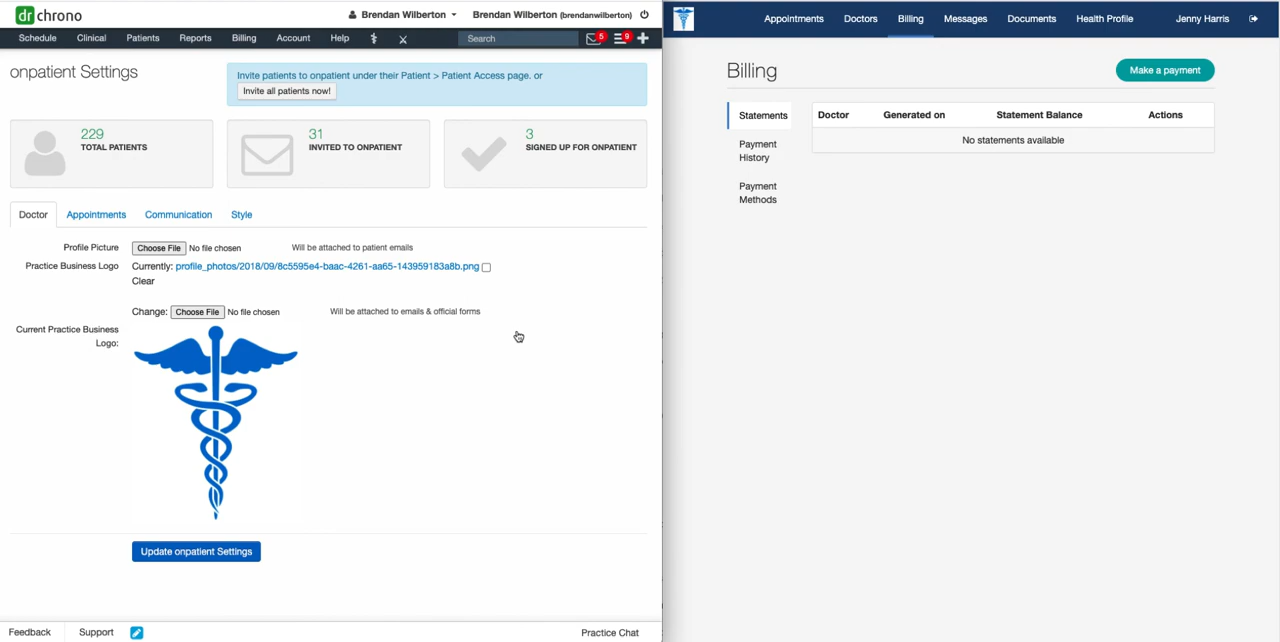 dr chrono
Brendan Wilberton
Brendan Wilberton (brendanwilberton)
Schedule Clinical Patients Reports Billing Account Help Search 5 9
onpatient Settings
Invite patients to onpatient under their Patient > Patient Access page. or
Invite all patients now!
229
TOTAL PATIENTS
31
INVITED TO ONPATIENT
3
SIGNED UP FOR ONPATIENT
Doctor Appointments Communication Style
Profile Picture Choose File No file chosen Will be attached to patient emails
Practice Business Logo Currently: profile_photos/2018/09/8c5595e4-baac-4261-aa65-143959183a8b.png
Clear
Change: Choose File No file chosen Will be attached to emails & official forms
Current Practice Business
Logo:
Update onpatient Settings
Feedback Support Practice Chat
Appointments Doctors Billing Messages Documents Health Profile Jenny Harris
Billing
Make a payment
Statements
Payment
History
Payment
Methods
Doctor Generated on Statement Balance Actions
No statements available